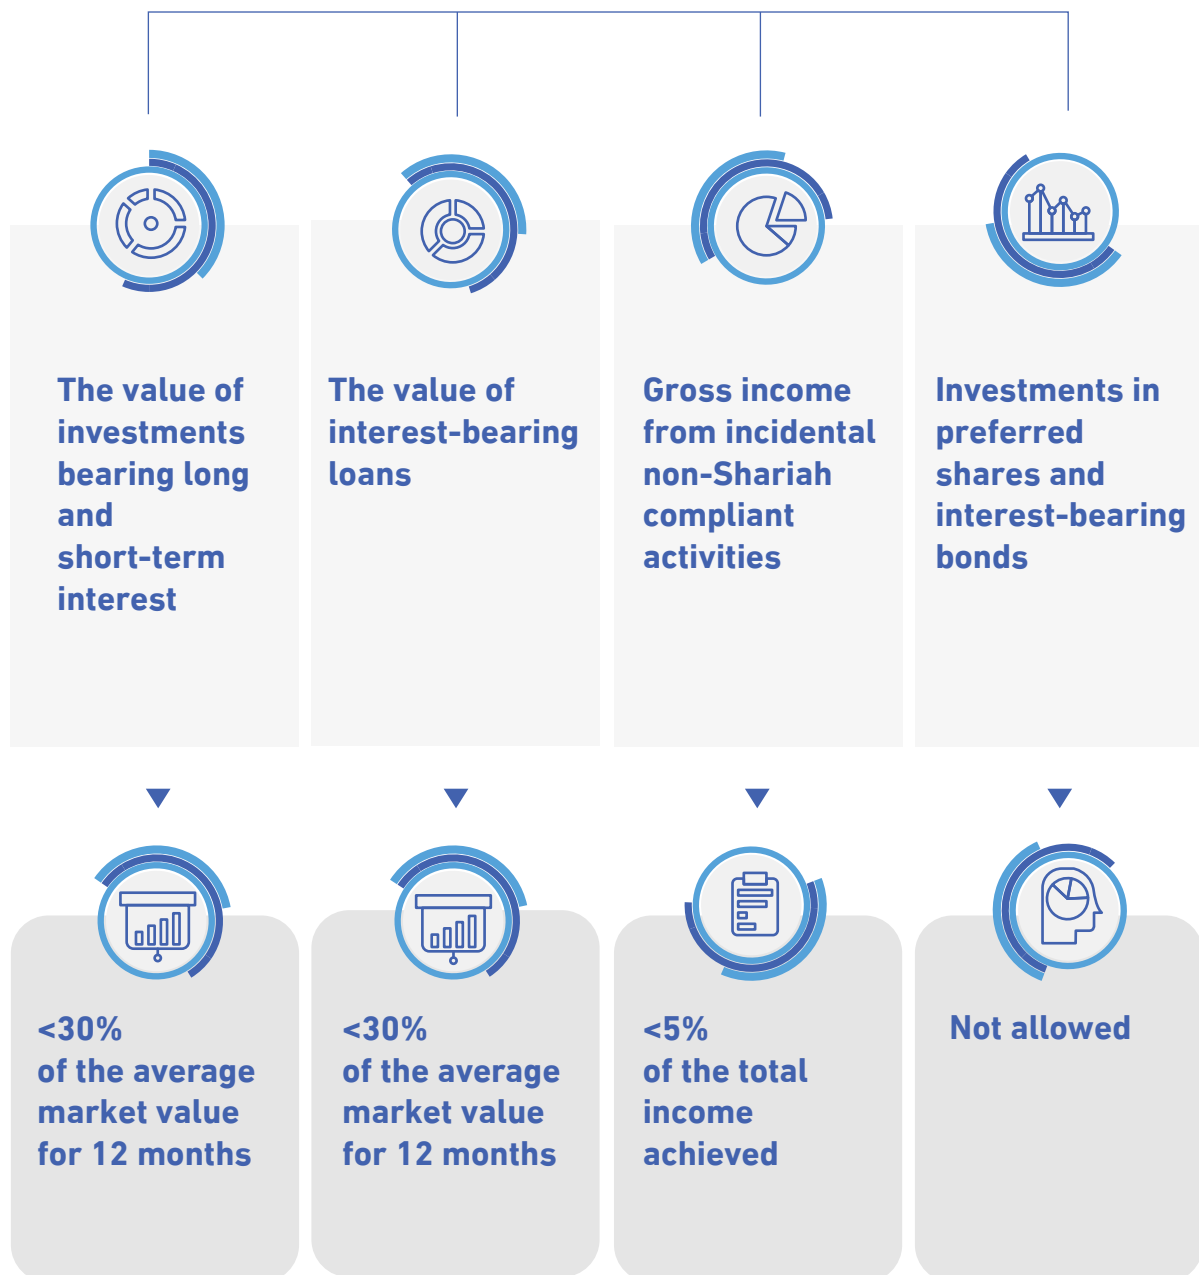 The value of
investments
bearing long
and
short-term
interest
The value of
interest-bearing
loans
Gross income
from incidental
non-Shariah
compliant
activities
Investments in
preferred
shares and
interest-bearing
bonds
<30%
of the average
market value
for 12 months
<30%
of the average
market value
for 12 months
<5%
of the total
income
achieved
Not allowed